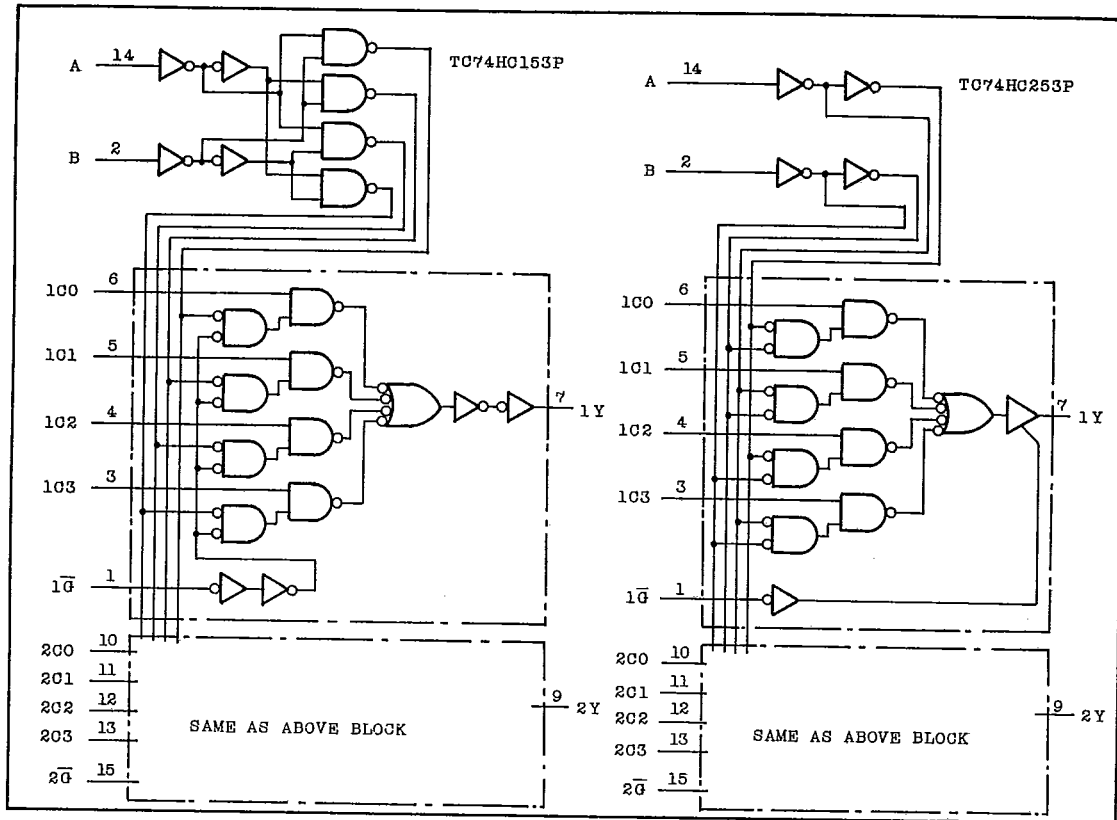 TC74HC153P
A 14
B 2
1C0 6
1C1 5
1C2 4
1C3 3
1G̅ 1
7 1Y
2C0 10
2C1 11
2C2 12
2C3 13
2G̅ 15
9 2Y
SAME AS ABOVE BLOCK
TC74HC253P
A 14
B 2
1C0 6
1C1 5
1C2 4
1C3 3
1G̅ 1
7 1Y
2C0 10
2C1 11
2C2 12
2C3 13
2G̅ 15
9 2Y
SAME AS ABOVE BLOCK